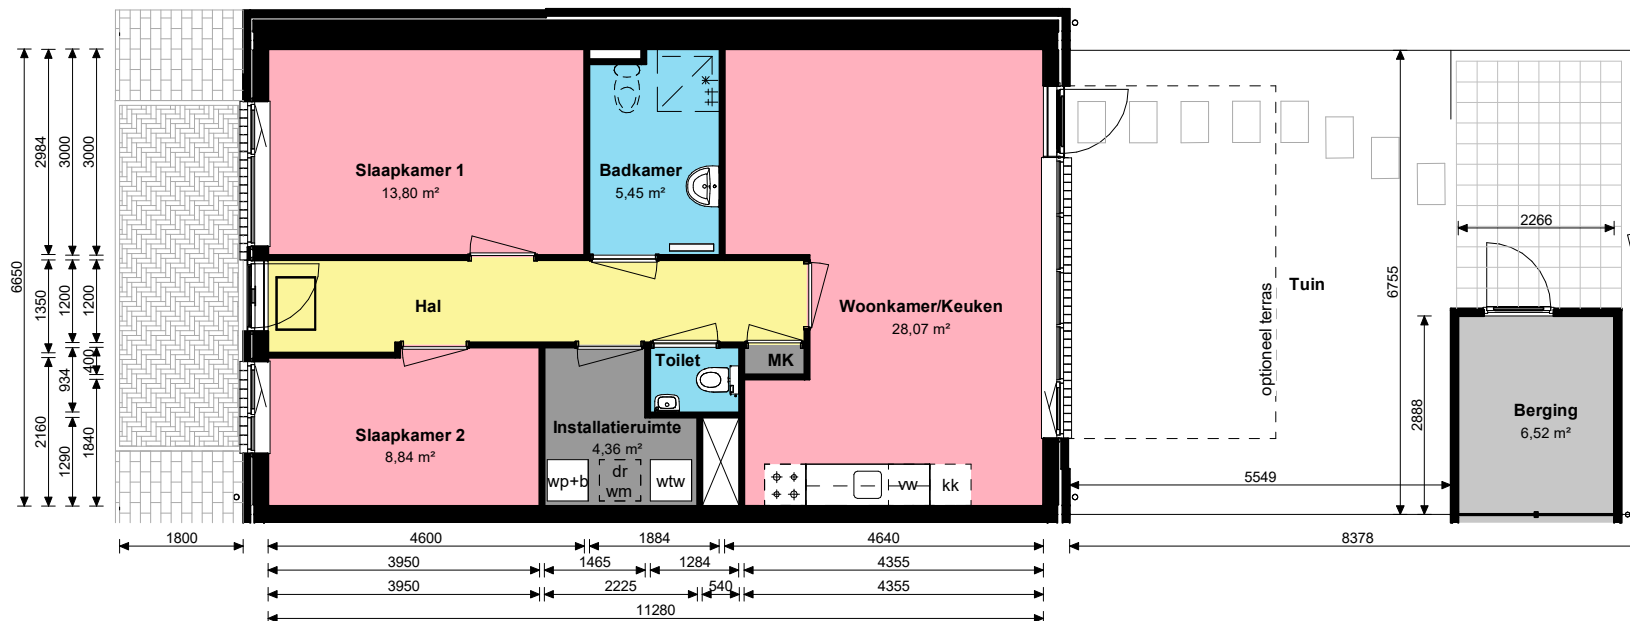 Slaapkamer 1
13,80 m²
Badkamer
5,45 m²
Hal
Woonkamer/Keuken
28,07 m²
Toilet
MK
Slaapkamer 2
8,84 m²
Installatieruimte
4,36 m²
wp+b
dr
wm
wtw
vw
kk
optioneel terras
Tuin
Berging
6,52 m²
6650
2984
1350
2160
3000
1200
934
1290
3000
1200
400
1840
6755
2266
2888
5549
1800
4600
1884
4640
8378
3950
1465
1284
4355
3950
2225
540
4355
11280